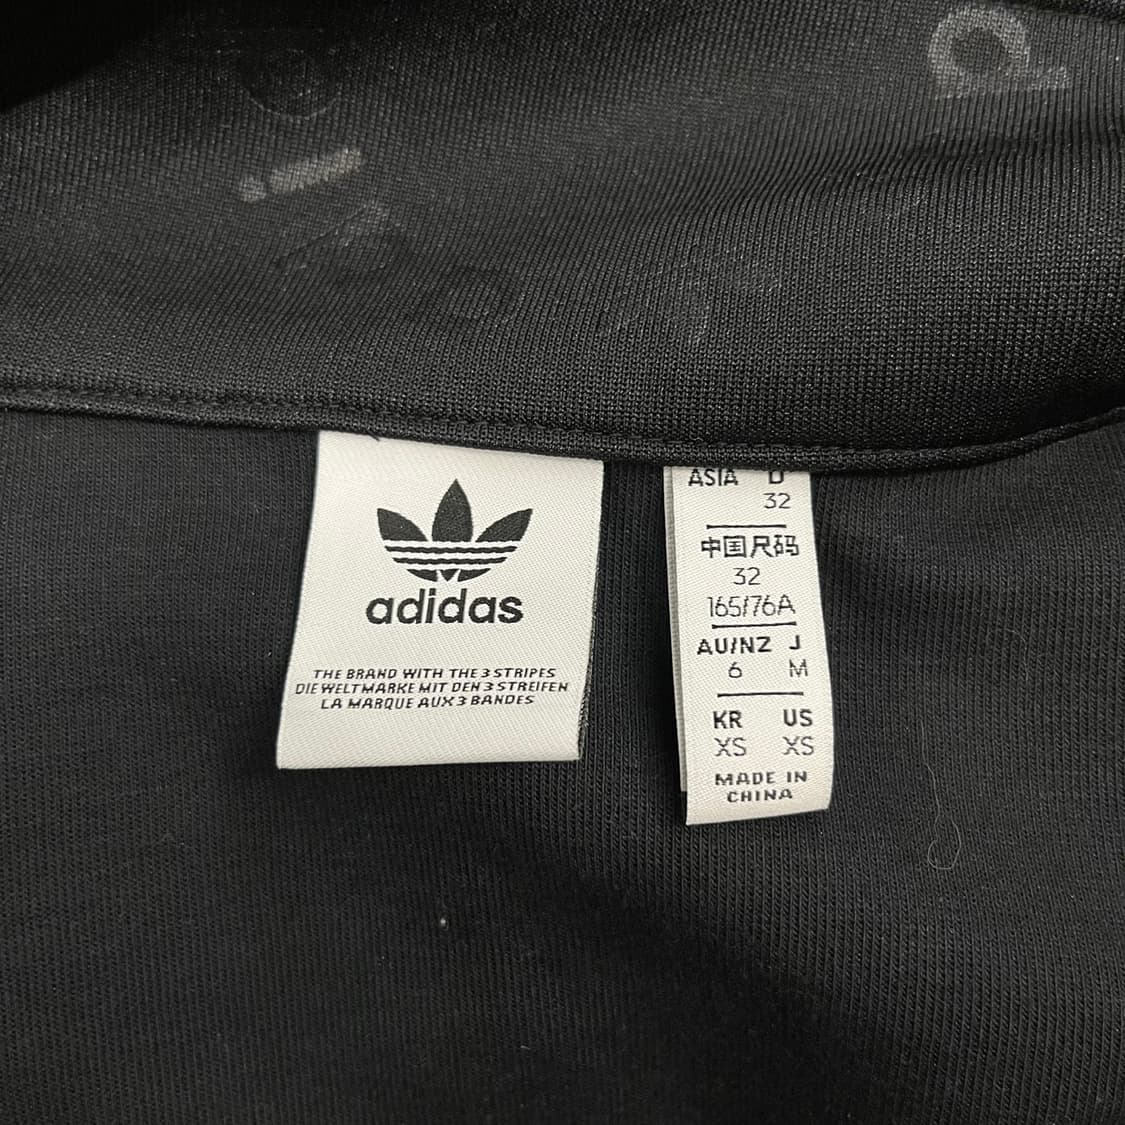 adidas
THE BRAND WITH THE 3 STRIPES
DIE WELTMARKE MIT DEN 3 STREIFEN
LA MARQUE AUX 3 BANDES
ASIA D
32
中国尺码
32
165/76A
AU/NZ J
6 M
KR US
XS XS
MADE IN
CHINA